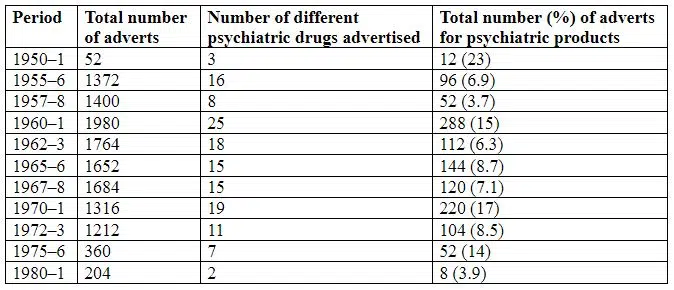 Period Total number of adverts Number of different psychiatric drugs advertised Total number (%) of adverts for psychiatric products
1950–1 52 3 12 (23)
1955–6 1372 16 96 (6.9)
1957–8 1400 8 52 (3.7)
1960–1 1980 25 288 (15)
1962–3 1764 18 112 (6.3)
1965–6 1652 15 144 (8.7)
1967–8 1684 15 120 (7.1)
1970–1 1316 19 220 (17)
1972–3 1212 11 104 (8.5)
1975–6 360 7 52 (14)
1980–1 204 2 8 (3.9)